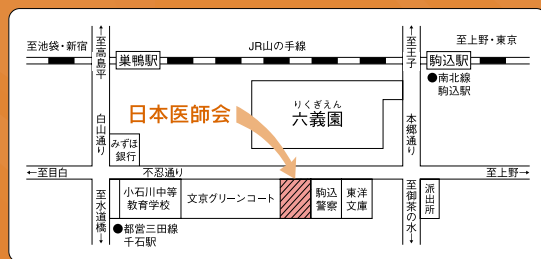 至池袋・新宿
←至高島平
巣鴨駅
JR山の手線
←至王子
駒込駅
至上野・東京
●南北線
駒込駅
りくぎえん
六義園
日本医師会
白山通り
本郷通り
みずほ
銀行
←至目白
不忍通り
至上野→
至水道橋→
小石川中等
教育学校
文京グリーンコート
駒込
警察
東洋
文庫
至御茶の水→
派出所
●都営三田線
千石駅